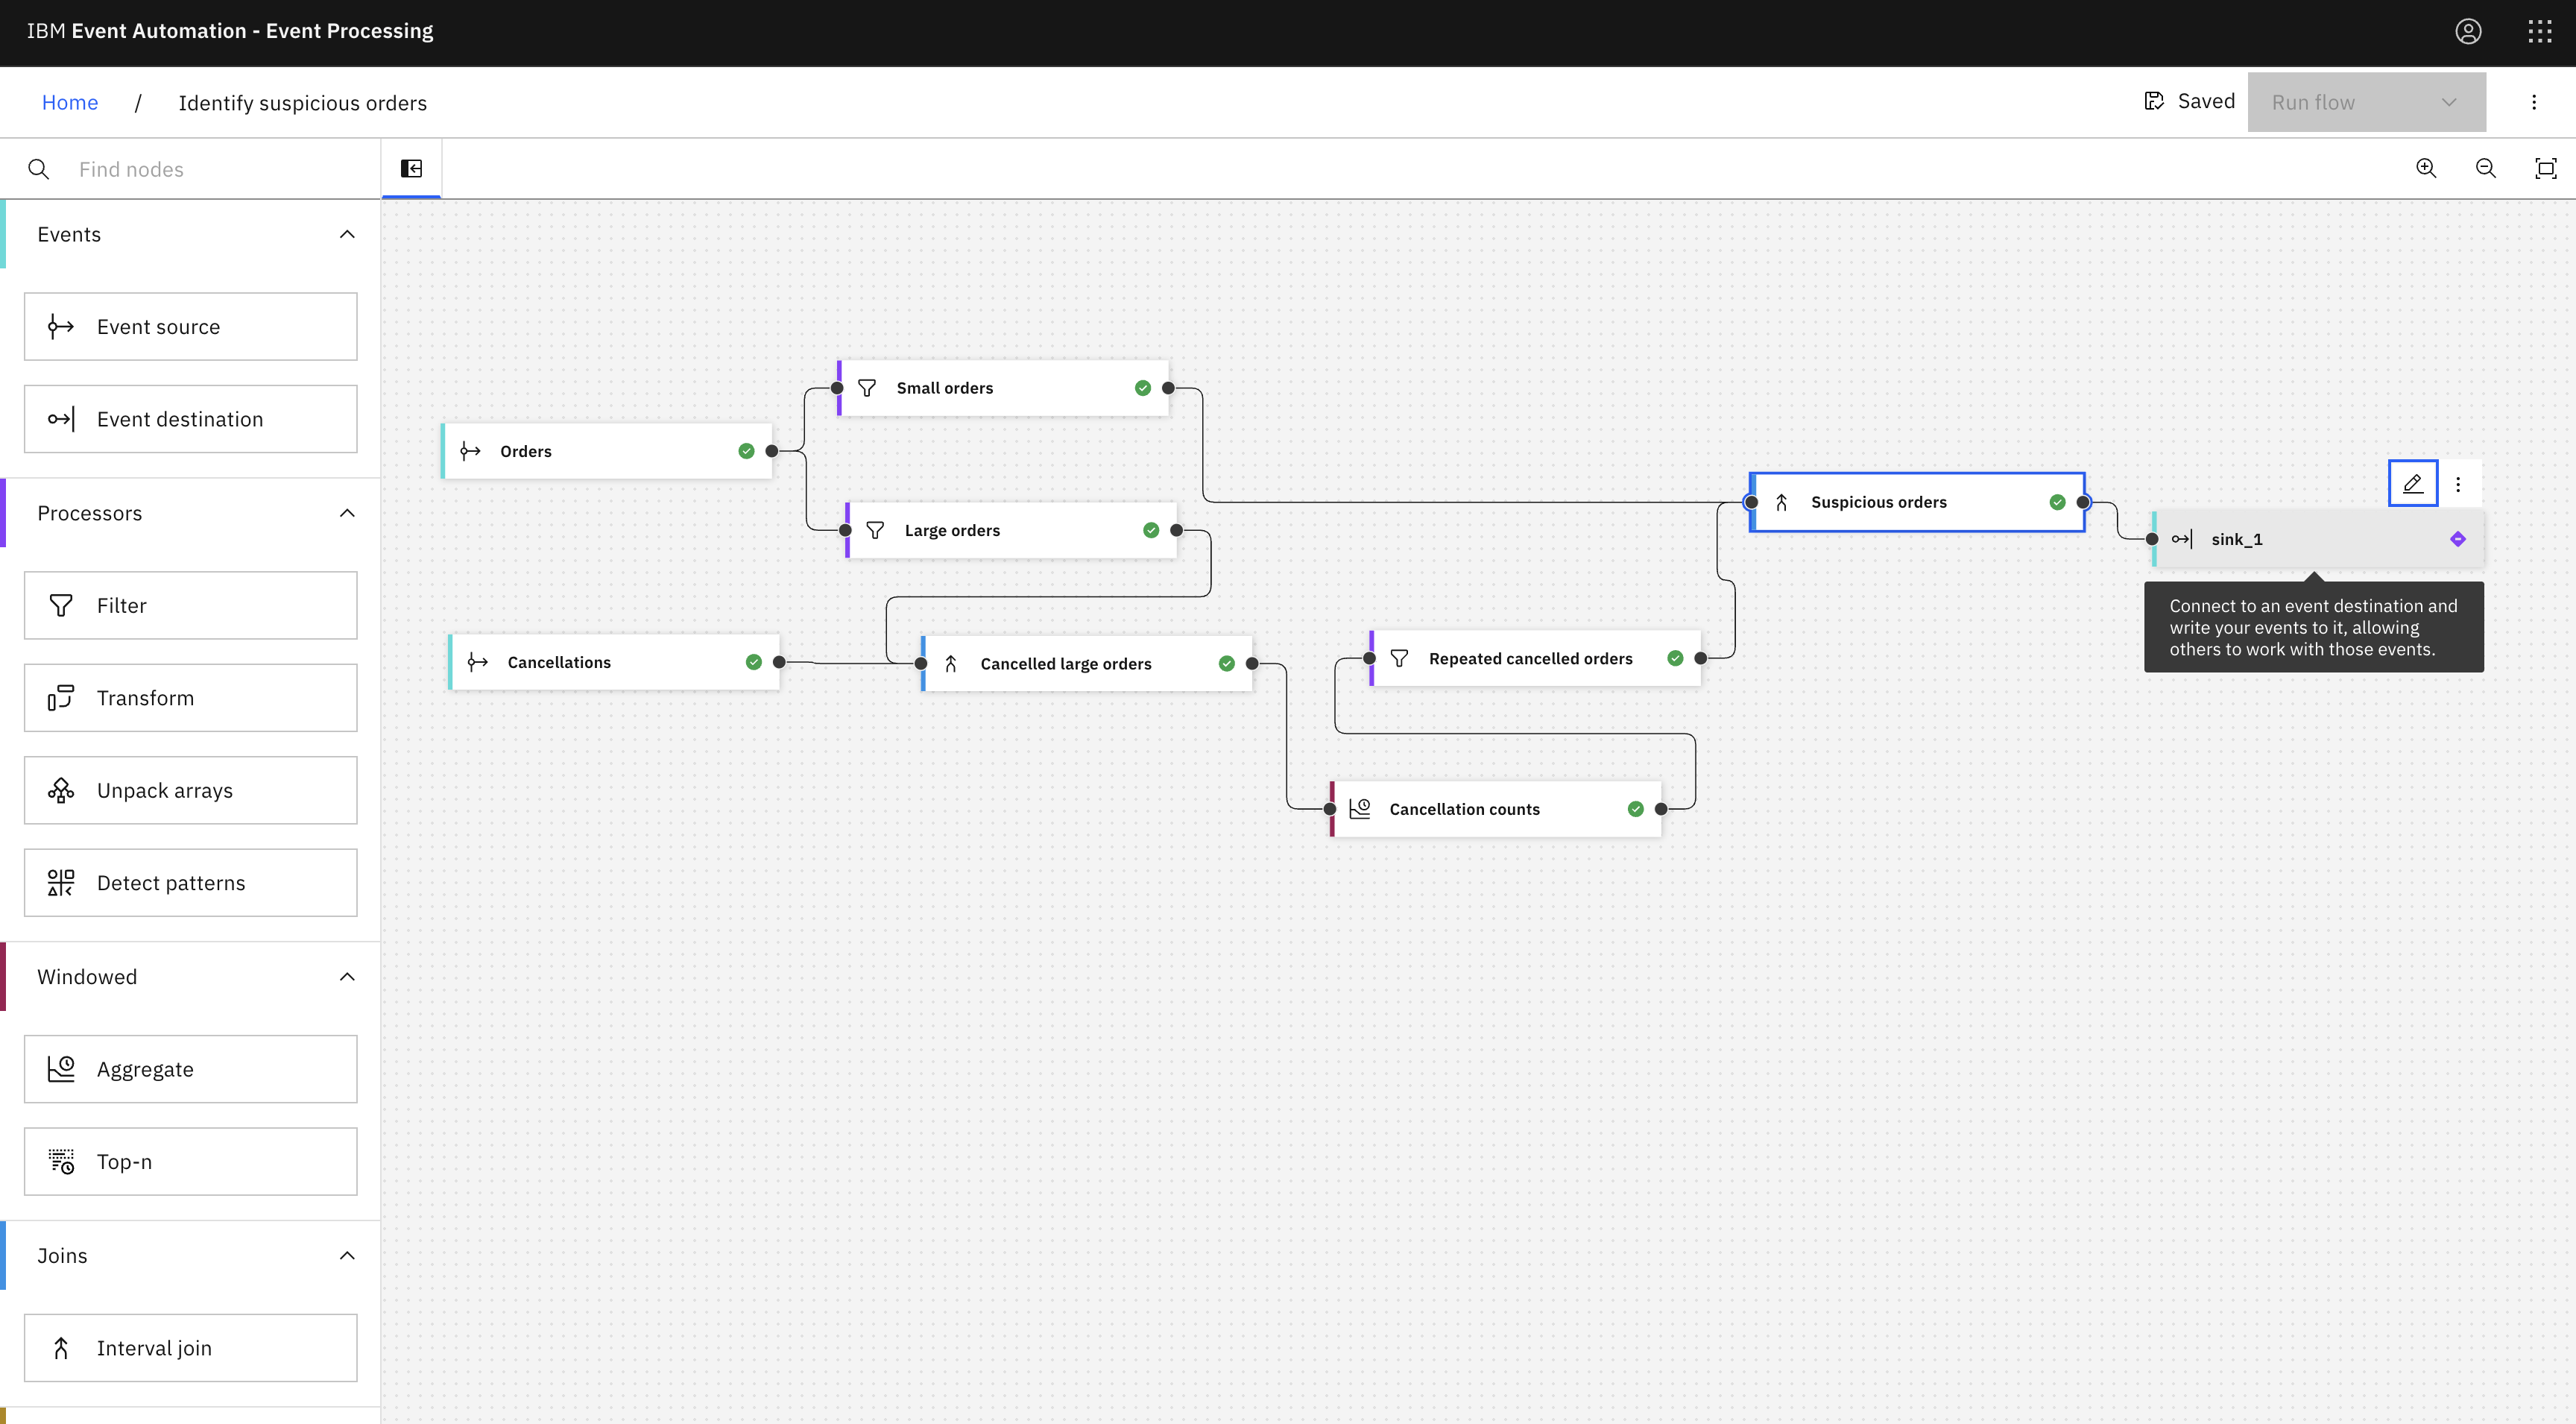 IBM Event Automation - Event Processing
Home / Identify suspicious orders
Saved
Run flow
Find nodes
Events
Event source
Event destination
Processors
Filter
Transform
Unpack arrays
Detect patterns
Windowed
Aggregate
Top-n
Joins
Interval join
Small orders
Orders
Large orders
Suspicious orders
sink_1
Connect to an event destination and
write your events to it, allowing
others to work with those events.
Cancellations
Cancelled large orders
Repeated cancelled orders
Cancellation counts